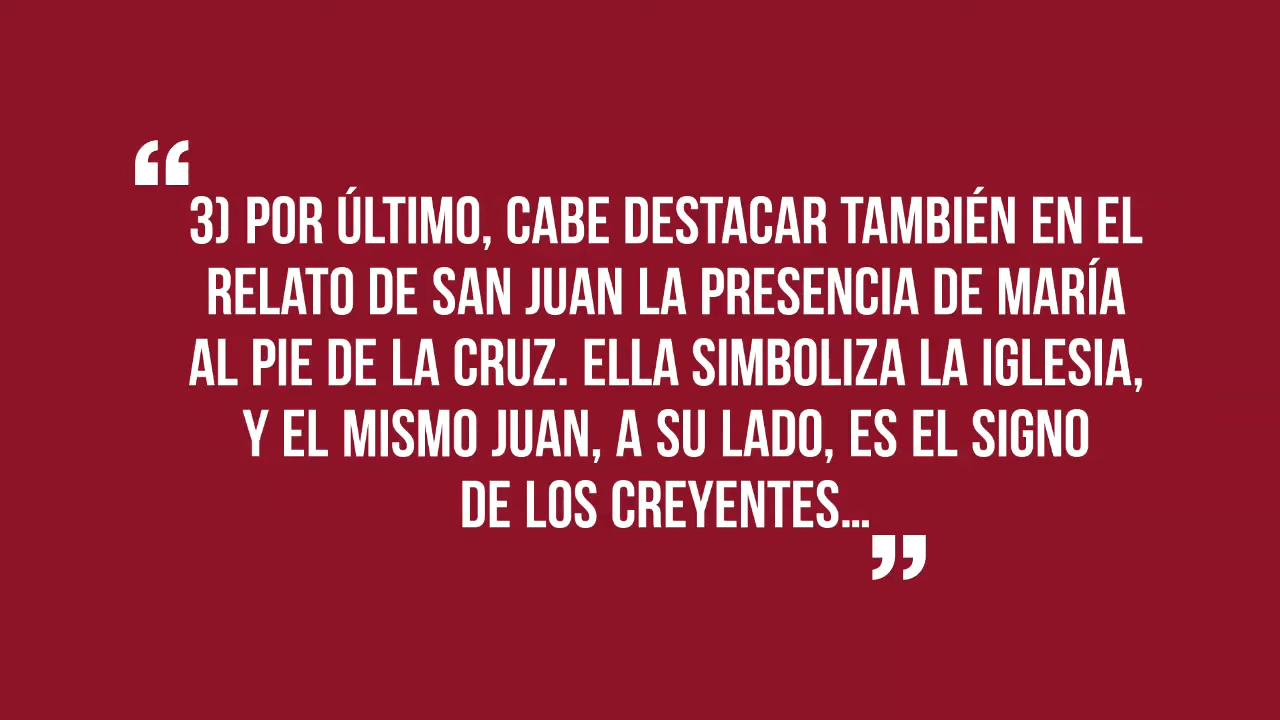 “
3) POR ÚLTIMO, CABE DESTACAR TAMBIÉN EN EL
RELATO DE SAN JUAN LA PRESENCIA DE MARÍA
AL PIE DE LA CRUZ. ELLA SIMBOLIZA LA IGLESIA,
Y EL MISMO JUAN, A SU LADO, ES EL SIGNO
DE LOS CREYENTES...
”